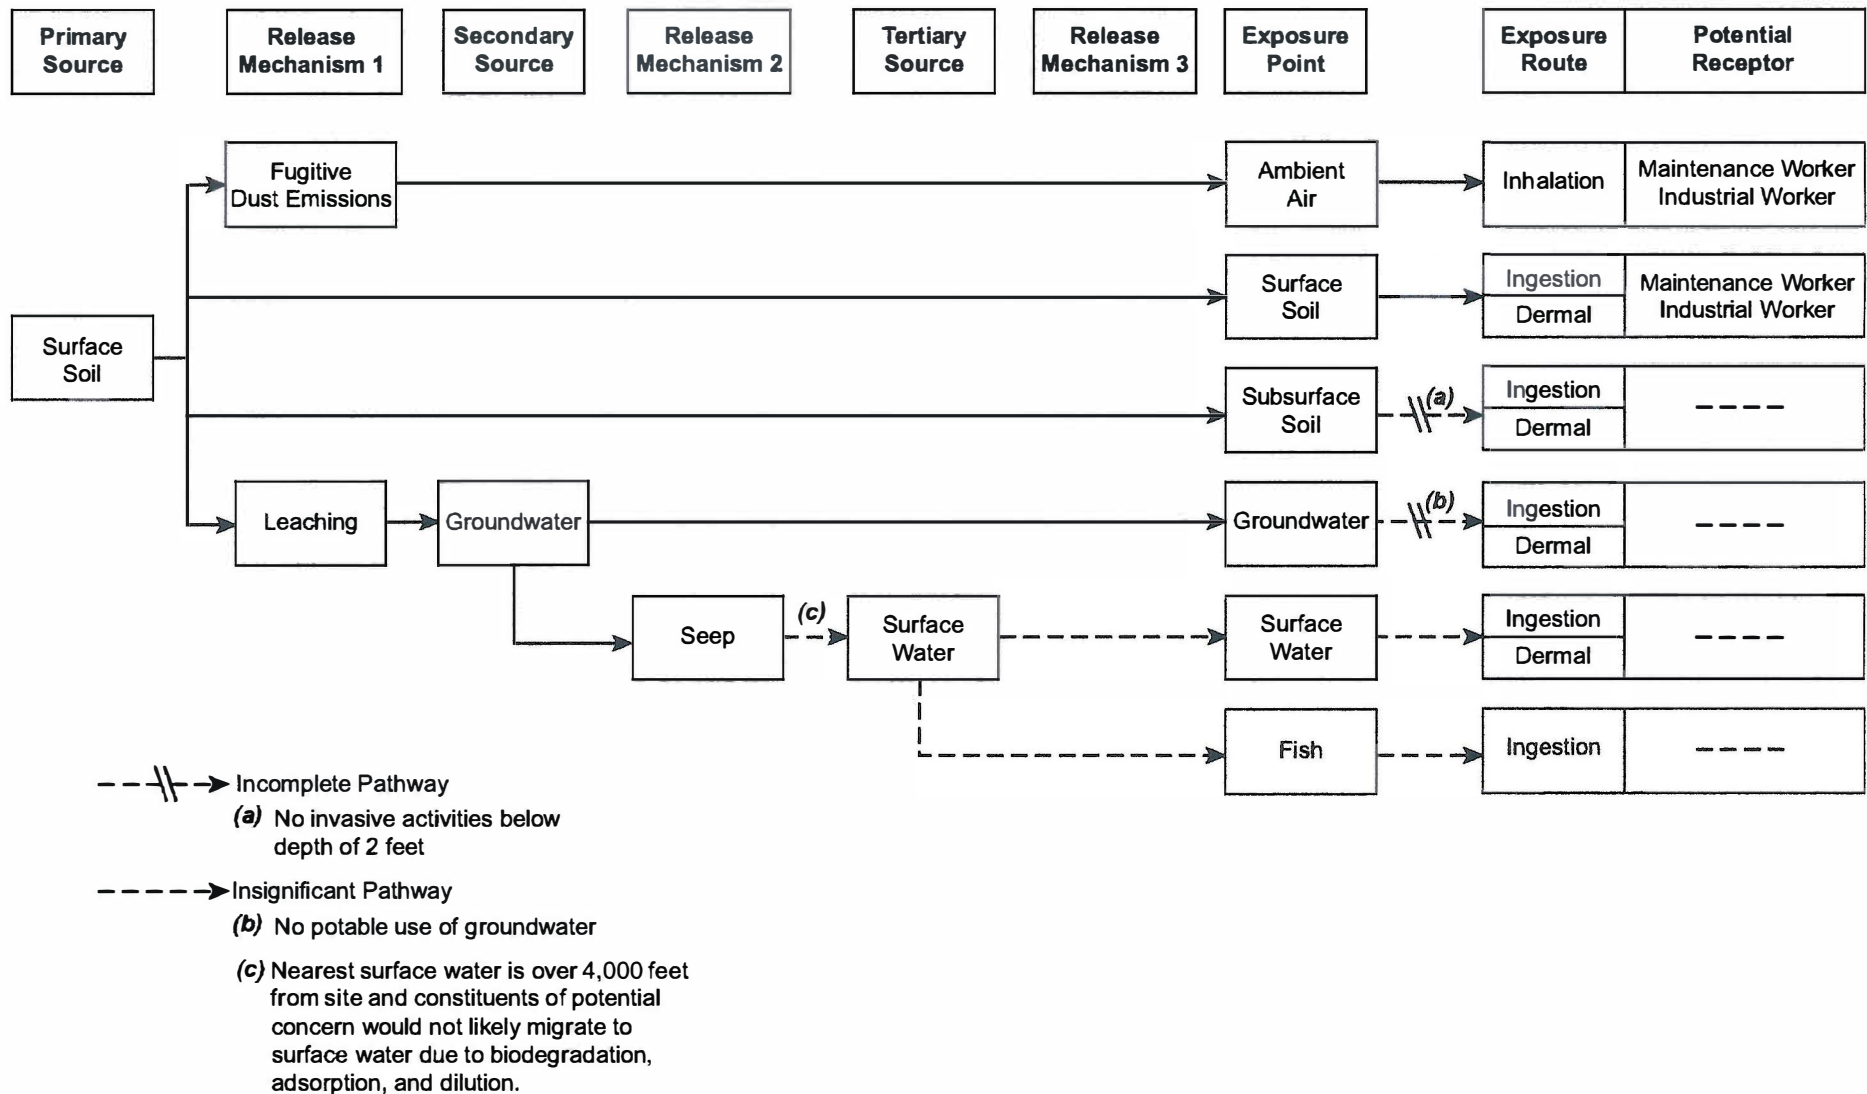 Primary
Source
Release
Mechanism 1
Secondary
Source
Release
Mechanism 2
Tertiary
Source
Release
Mechanism 3
Exposure
Point
Exposure
Route
Potential
Receptor
Fugitive
Dust Emissions
Ambient
Air
Inhalation
Maintenance Worker
Industrial Worker
Surface
Soil
Surface
Soil
Ingestion
Dermal
Maintenance Worker
Industrial Worker
Subsurface
Soil
(a)
Ingestion
Dermal
Leaching
Groundwater
Groundwater
(b)
Ingestion
Dermal
Seep
(c)
Surface
Water
Surface
Water
Ingestion
Dermal
Fish
Ingestion
Incomplete Pathway
(a) No invasive activities below
depth of 2 feet
Insignificant Pathway
(b) No potable use of groundwater
(c) Nearest surface water is over 4,000 feet
from site and constituents of potential
concern would not likely migrate to
surface water due to biodegradation,
adsorption, and dilution.